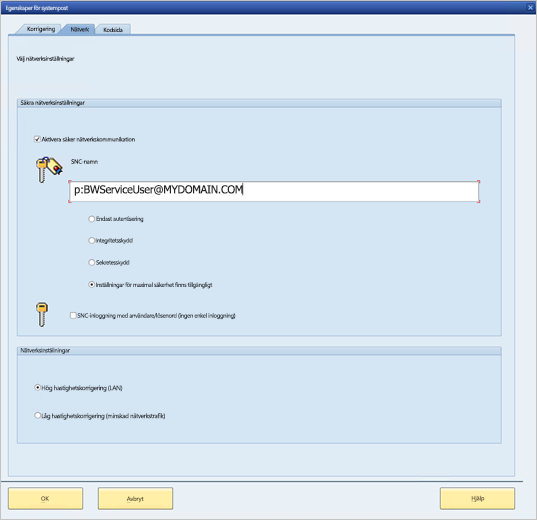 Egenskaper för systempost
Korrigering Nätverk Kodsida
Välj nätverksinställningar
Säkra nätverksinställningar
Aktivera säker nätverkskommunikation
SNC-namn
p:BWServiceUser@MYDOMAIN.COM
Endast autentisering
Integritetsskydd
Sekretesskydd
Inställningar för maximal säkerhet finns tillgängligt
SNC-inloggning med användare/lösenord (ingen enkel inloggning)
Nätverksinställningar
Hög hastighetskorrigering (LAN)
Låg hastighetskorrigering (minskad nätverkstrafik)
OK Avbryt Hjälp